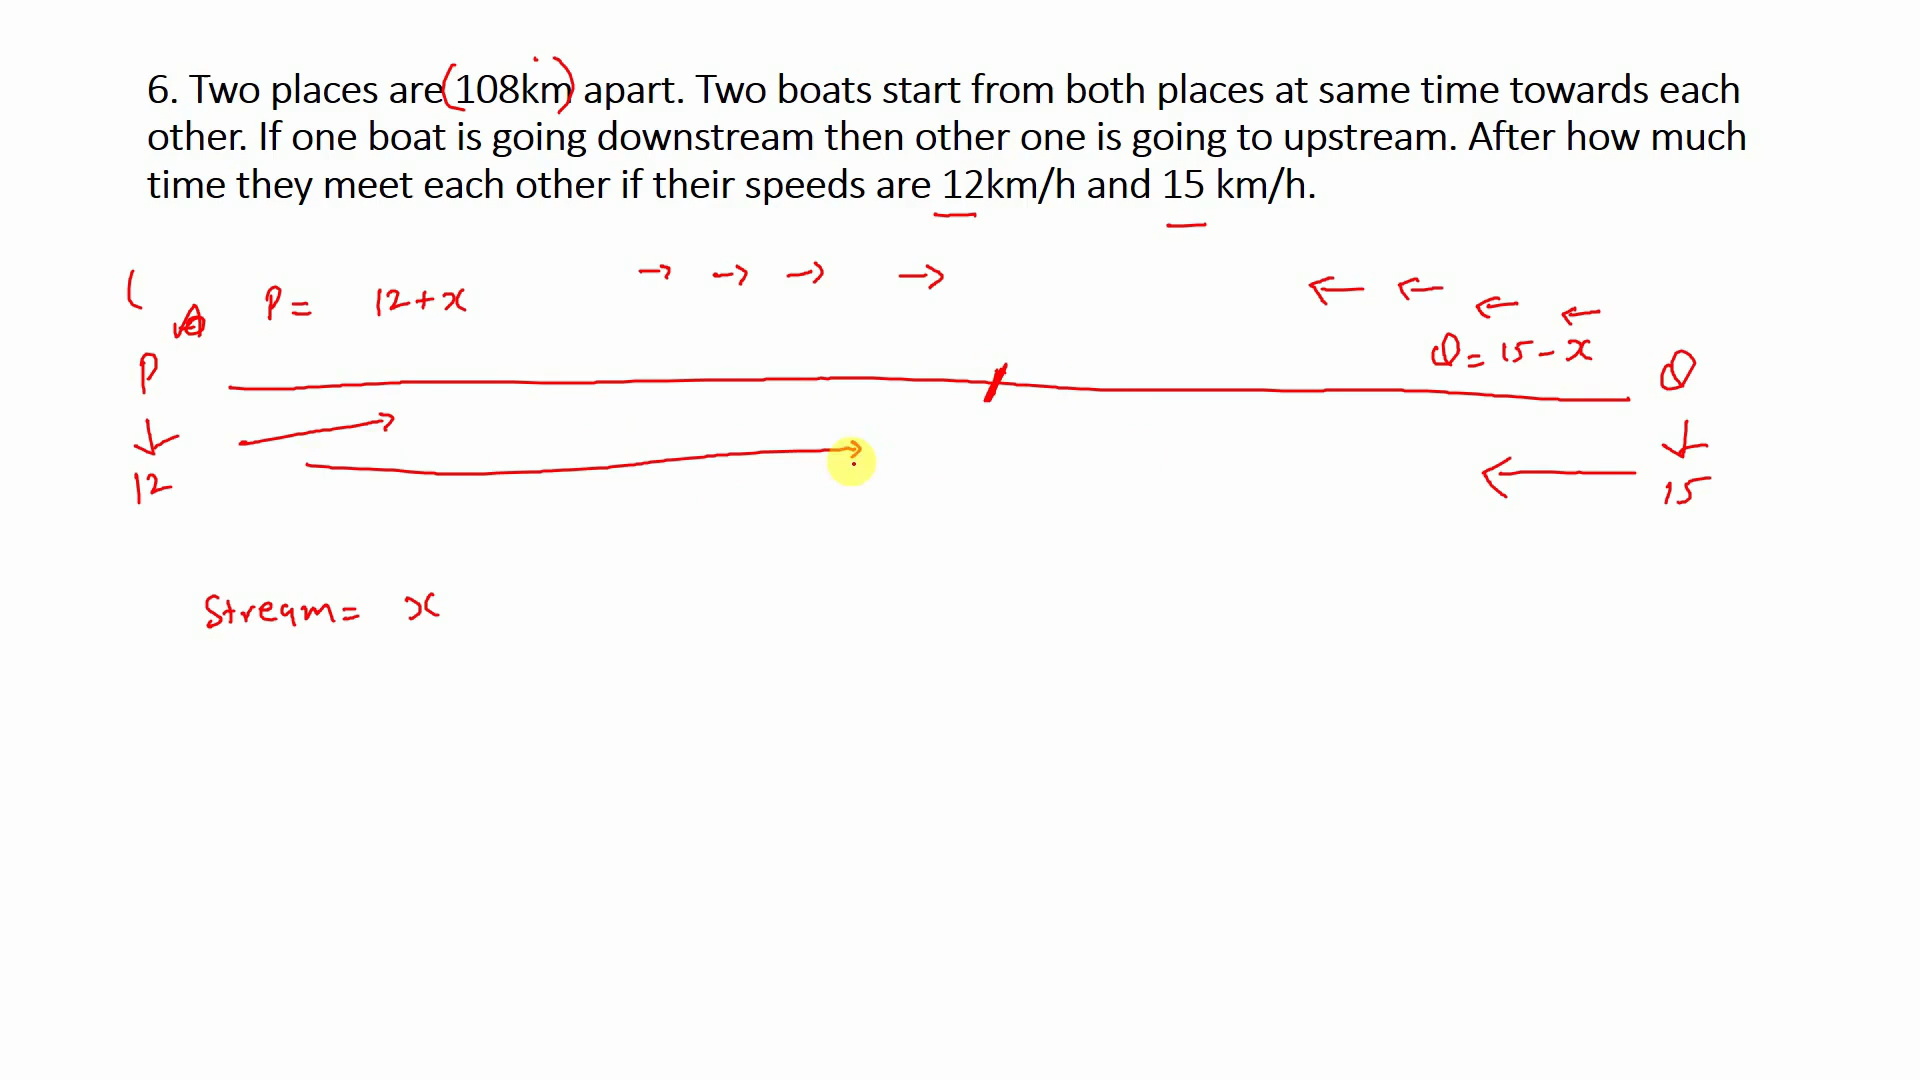 6. Two places are (108km) apart. Two boats start from both places at same time towards each
other. If one boat is going downstream then other one is going to upstream. After how much
time they meet each other if their speeds are 12km/h and 15 km/h.
P = 12+x
Q = 15-x
P
Q
12
15
Stream = x